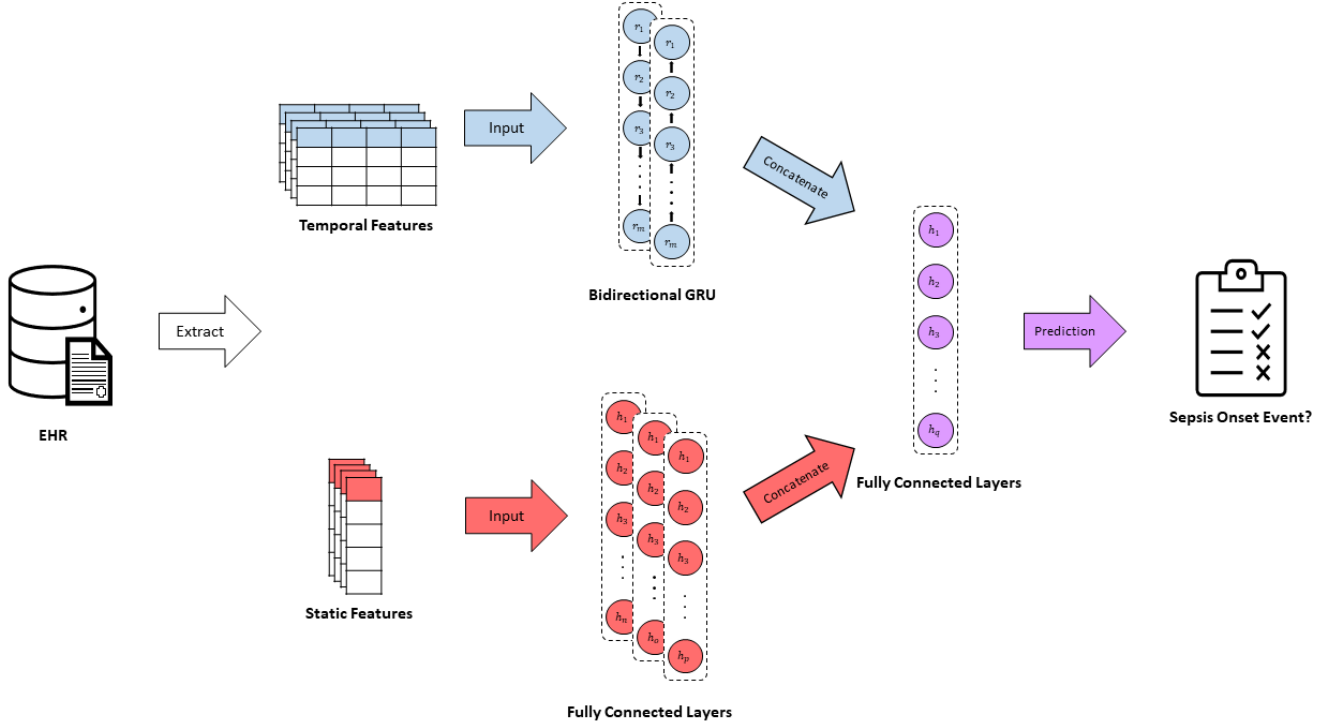 EHR
Extract
Temporal Features
Input
r₁
r₂
r₃
rₘ
r₁
r₂
r₃
rₘ
Bidirectional GRU
Concatenate
Static Features
Input
h₁
h₂
h₃
hₙ
h₁
h₂
h₃
hₒ
h₁
h₂
h₃
hₚ
Fully Connected Layers
Concatenate
h₁
h₂
h₃
h_q
Fully Connected Layers
Prediction
Sepsis Onset Event?